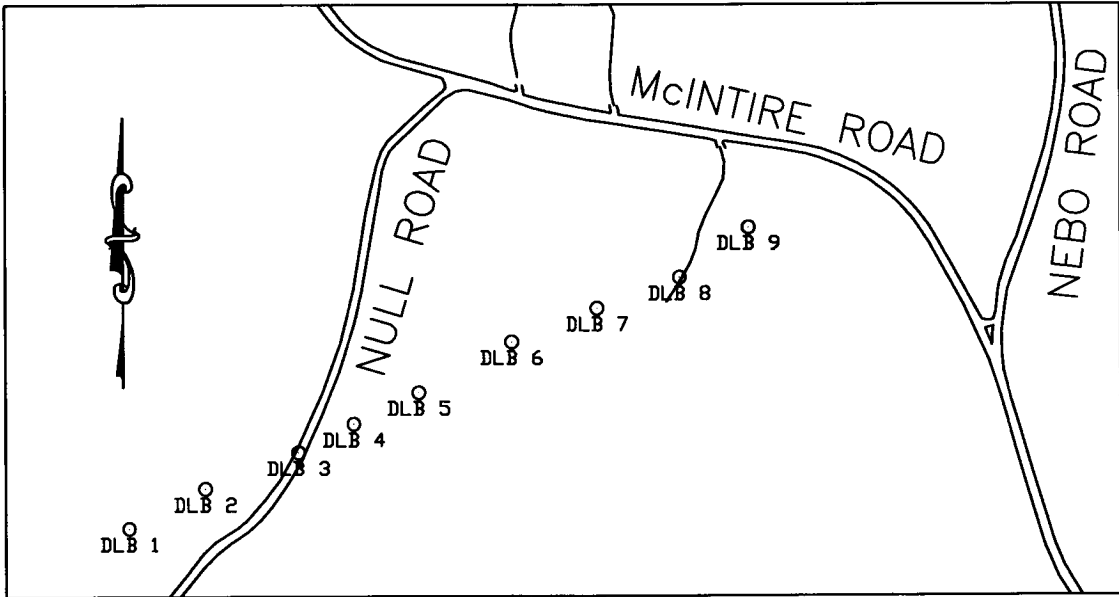 McINTIRE ROAD
NEBO ROAD
NULL ROAD
DLB 9
DLB 8
DLB 7
DLB 6
DLB 5
DLB 4
DLB 3
DLB 2
DLB 1